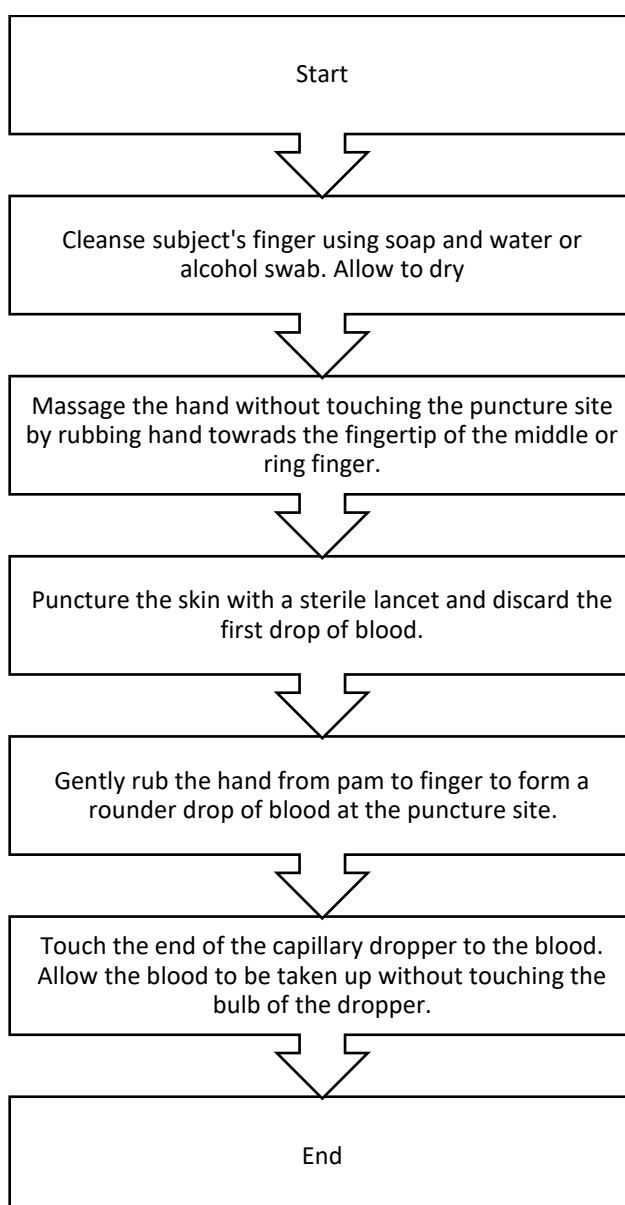 Start
Cleanse subject's finger using soap and water or
alcohol swab. Allow to dry
Massage the hand without touching the puncture site
by rubbing hand towrads the fingertip of the middle or
ring finger.
Puncture the skin with a sterile lancet and discard the
first drop of blood.
Gently rub the hand from pam to finger to form a
rounder drop of blood at the puncture site.
Touch the end of the capillary dropper to the blood.
Allow the blood to be taken up without touching the
bulb of the dropper.
End